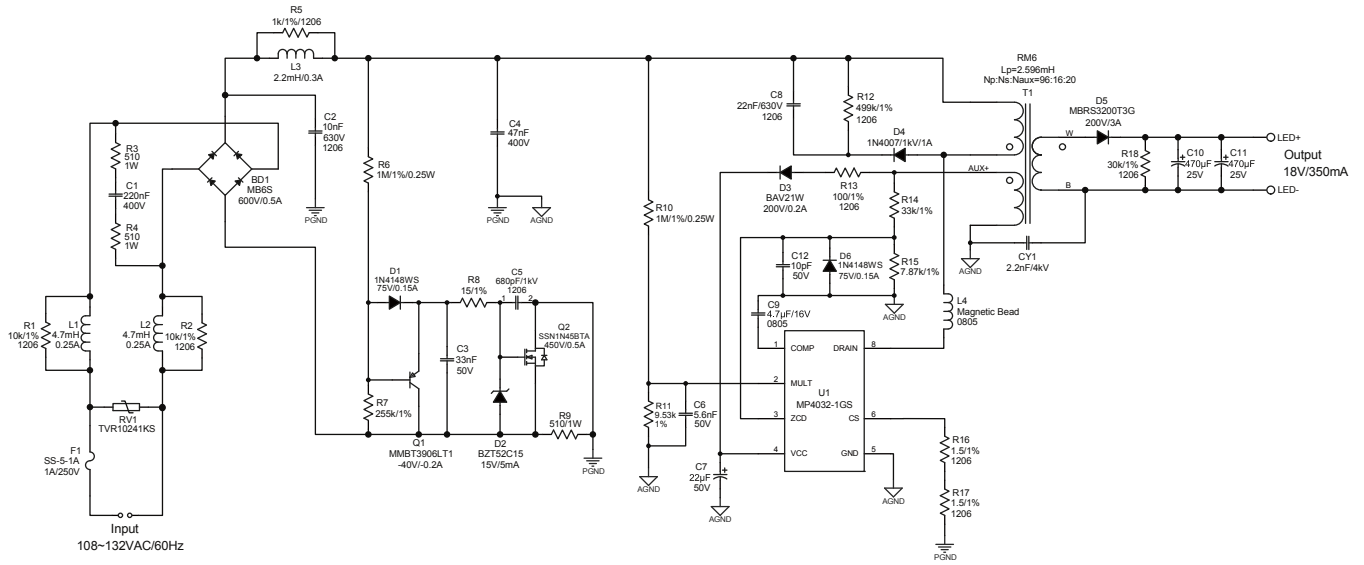 R5
1k/1%/1206
L3
2.2mH/0.3A
C2
10nF
630V
1206
PGND
R3
510
1W
C1
220nF
400V
R4
510
1W
BD1
MB6S
600V/0.5A
R1
10k/1%
1206
L1
4.7mH
0.25A
L2
4.7mH
0.25A
R2
10k/1%
1206
RV1
TVR10241KS
F1
SS-5-1A
1A/250V
Input
108~132VAC/60Hz
R6
1M/1%/0.25W
C4
47nF
400V
PGND
AGND
D1
1N4148WS
75V/0.15A
R8
15/1%
C5
680pF/1kV
1206
1
2
Q2
SSN1N45BTA
450V/0.5A
C3
33nF
50V
R7
255k/1%
Q1
MMBT3906LT1
-40V/-0.2A
D2
BZT52C15
15V/5mA
R9
510/1W
PGND
R10
1M/1%/0.25W
R11
9.53k
1%
C6
5.6nF
50V
AGND
C7
22µF
50V
+
AGND
C8
22nF/630V
1206
R12
499k/1%
1206
D4
1N4007/1kV/1A
D3
BAV21W
200V/0.2A
R13
100/1%
1206
R14
33k/1%
C12
10pF
50V
D6
1N4148WS
75V/0.15A
R15
7.87k/1%
AGND
C9
4.7µF/16V
0805
L4
Magnetic Bead
0805
1
COMP
DRAIN
8
2
MULT
U1
MP4032-1GS
3
ZCD
CS
6
4
VCC
GND
5
AGND
R16
1.5/1%
1206
R17
1.5/1%
1206
PGND
RM6
Lp=2.596mH
Np:Ns:Naux=96:16:20
T1
AUX+
W
B
AGND
CY1
2.2nF/4kV
D5
MBRS3200T3G
200V/3A
R18
30k/1%
1206
C10
470µF
25V
+
C11
470µF
25V
+
LED+
Output
18V/350mA
LED-